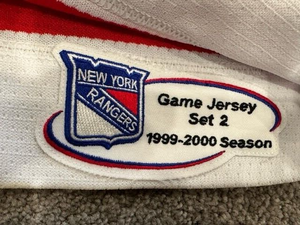 NEW YORK
RANGERS
Game Jersey
Set 2
1999-2000 Season